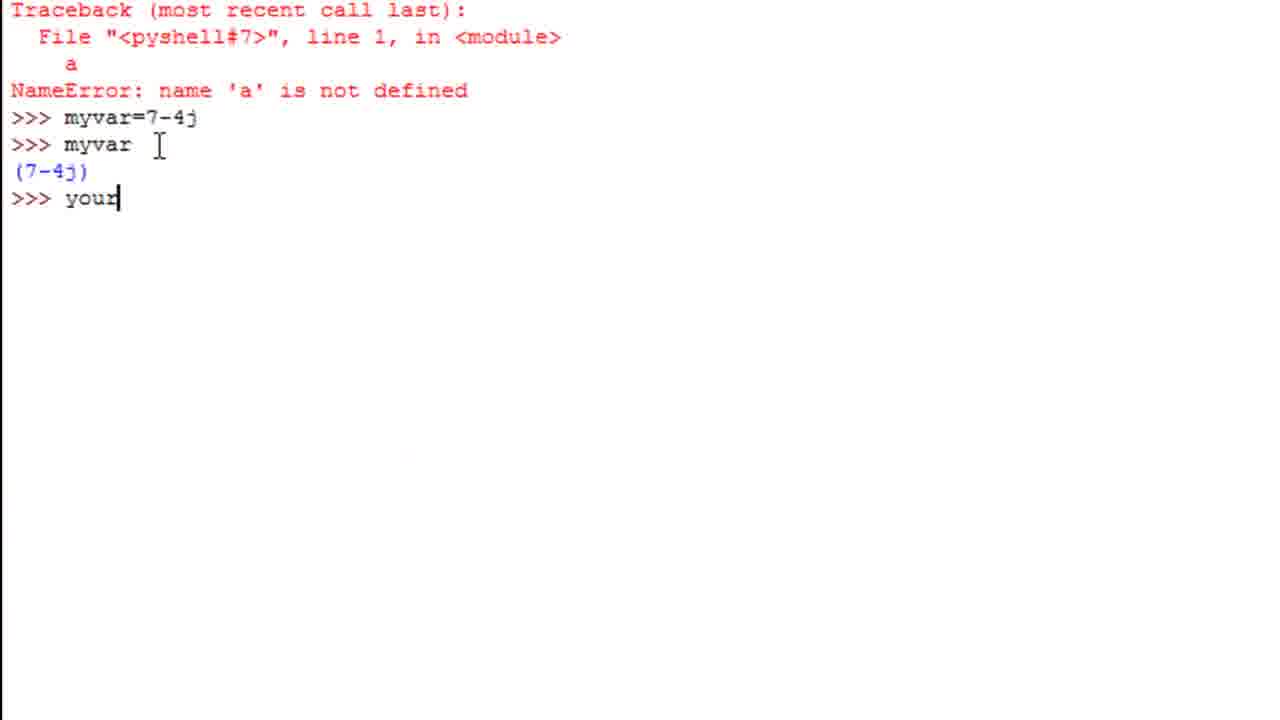 Traceback (most recent call last):
  File "<pyshell#7>", line 1, in <module>
    a
NameError: name 'a' is not defined
>>> myvar=7-4j
>>> myvar
(7-4j)
>>> your